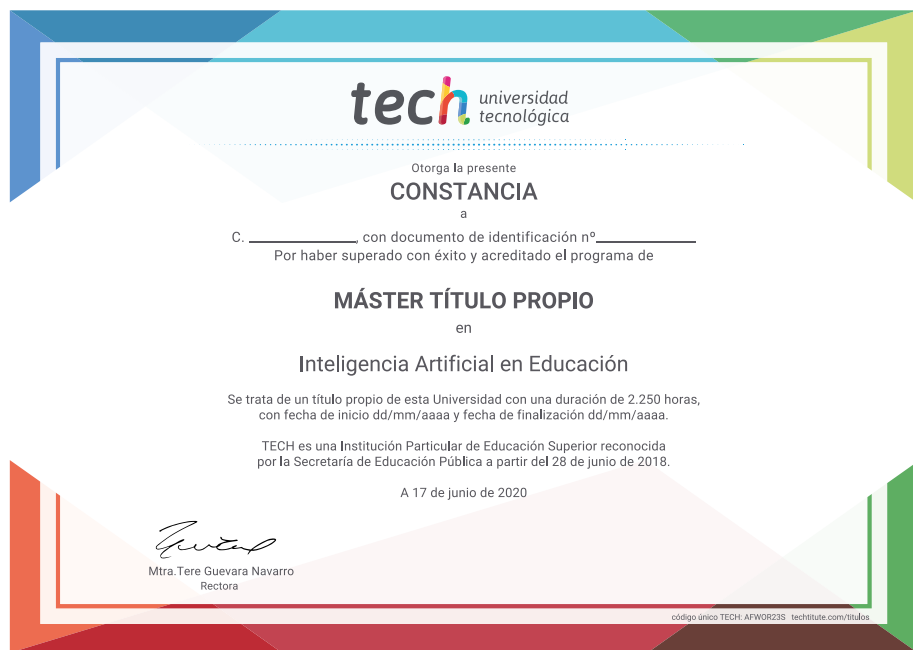 tech universidad
tecnológica
Otorga la presente
CONSTANCIA
a
C. ____________, con documento de identificación nº____________
Por haber superado con éxito y acreditado el programa de
MÁSTER TÍTULO PROPIO
en
Inteligencia Artificial en Educación
Se trata de un título propio de esta Universidad con una duración de 2.250 horas,
con fecha de inicio dd/mm/aaaa y fecha de finalización dd/mm/aaaa.
TECH es una Institución Particular de Educación Superior reconocida
por la Secretaría de Educación Pública a partir del 28 de junio de 2018.
A 17 de junio de 2020
Mtra.Tere Guevara Navarro
Rectora
código único TECH: AFWOR23S techtitute.com/titulos